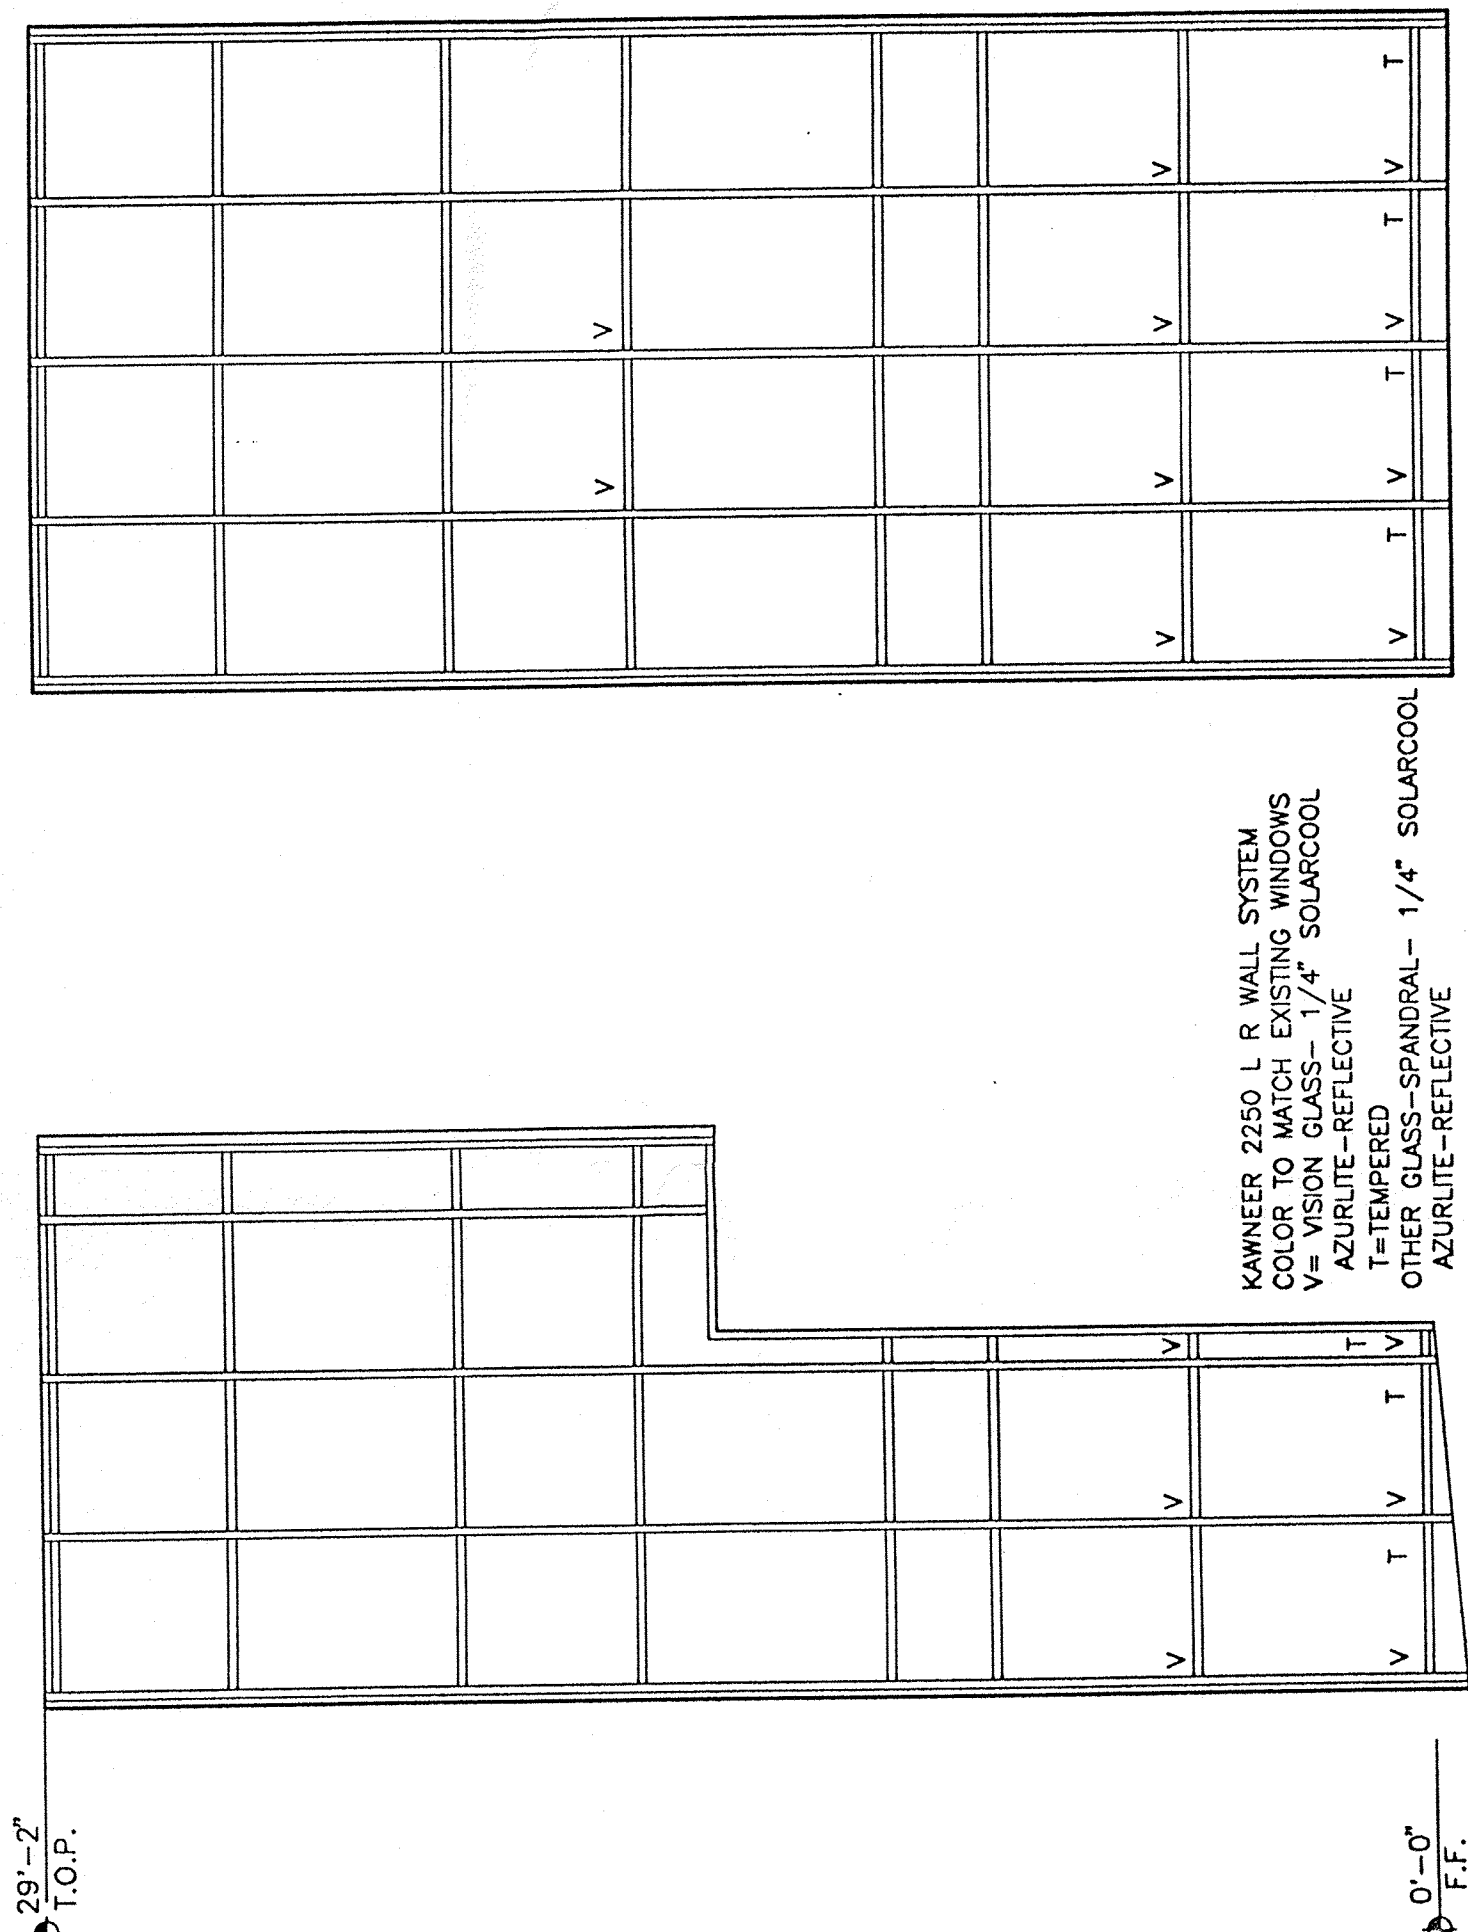 29'-2"
T.O.P.
V V
V V V V V V V
KAWNEER 2250 L R WALL SYSTEM
COLOR TO MATCH EXISTING WINDOWS
V= VISION GLASS- 1/4" SOLARCOOL
AZURLITE-REFLECTIVE
T=TEMPERED
OTHER GLASS-SPANDRAL- 1/4" SOLARCOOL
AZURLITE-REFLECTIVE
T
V T V T V
V T V T V T V T
0'-0"
F.F.